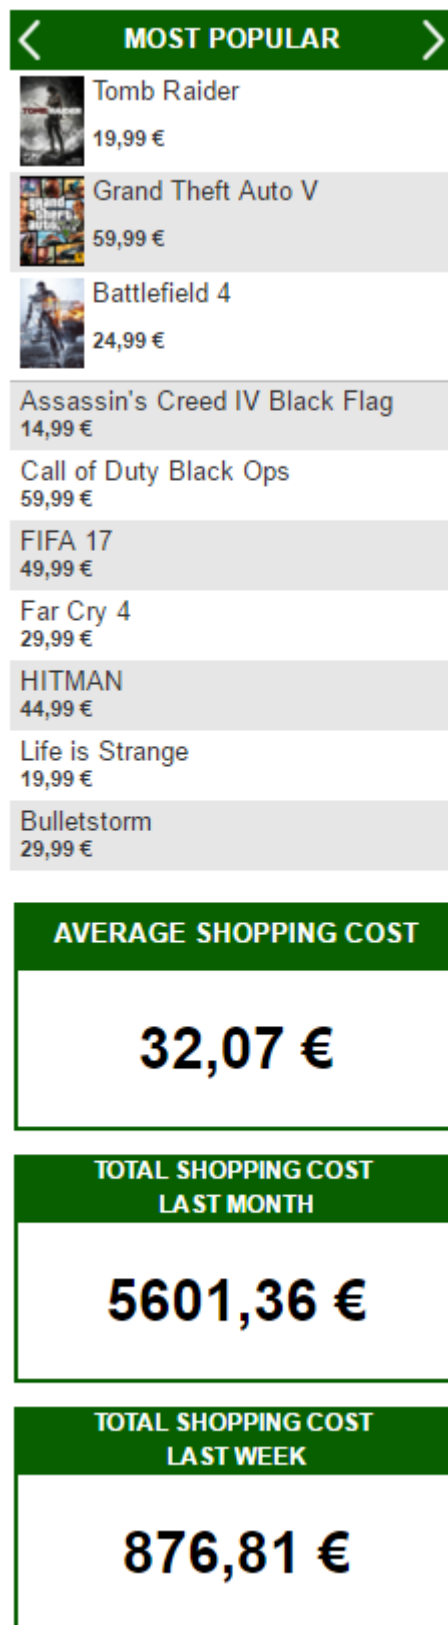 MOST POPULAR
Tomb Raider
19,99 €
Grand Theft Auto V
59,99 €
Battlefield 4
24,99 €
Assassin's Creed IV Black Flag
14,99 €
Call of Duty Black Ops
59,99 €
FIFA 17
49,99 €
Far Cry 4
29,99 €
HITMAN
44,99 €
Life is Strange
19,99 €
Bulletstorm
29,99 €
AVERAGE SHOPPING COST
32,07 €
TOTAL SHOPPING COST
LAST MONTH
5601,36 €
TOTAL SHOPPING COST
LAST WEEK
876,81 €